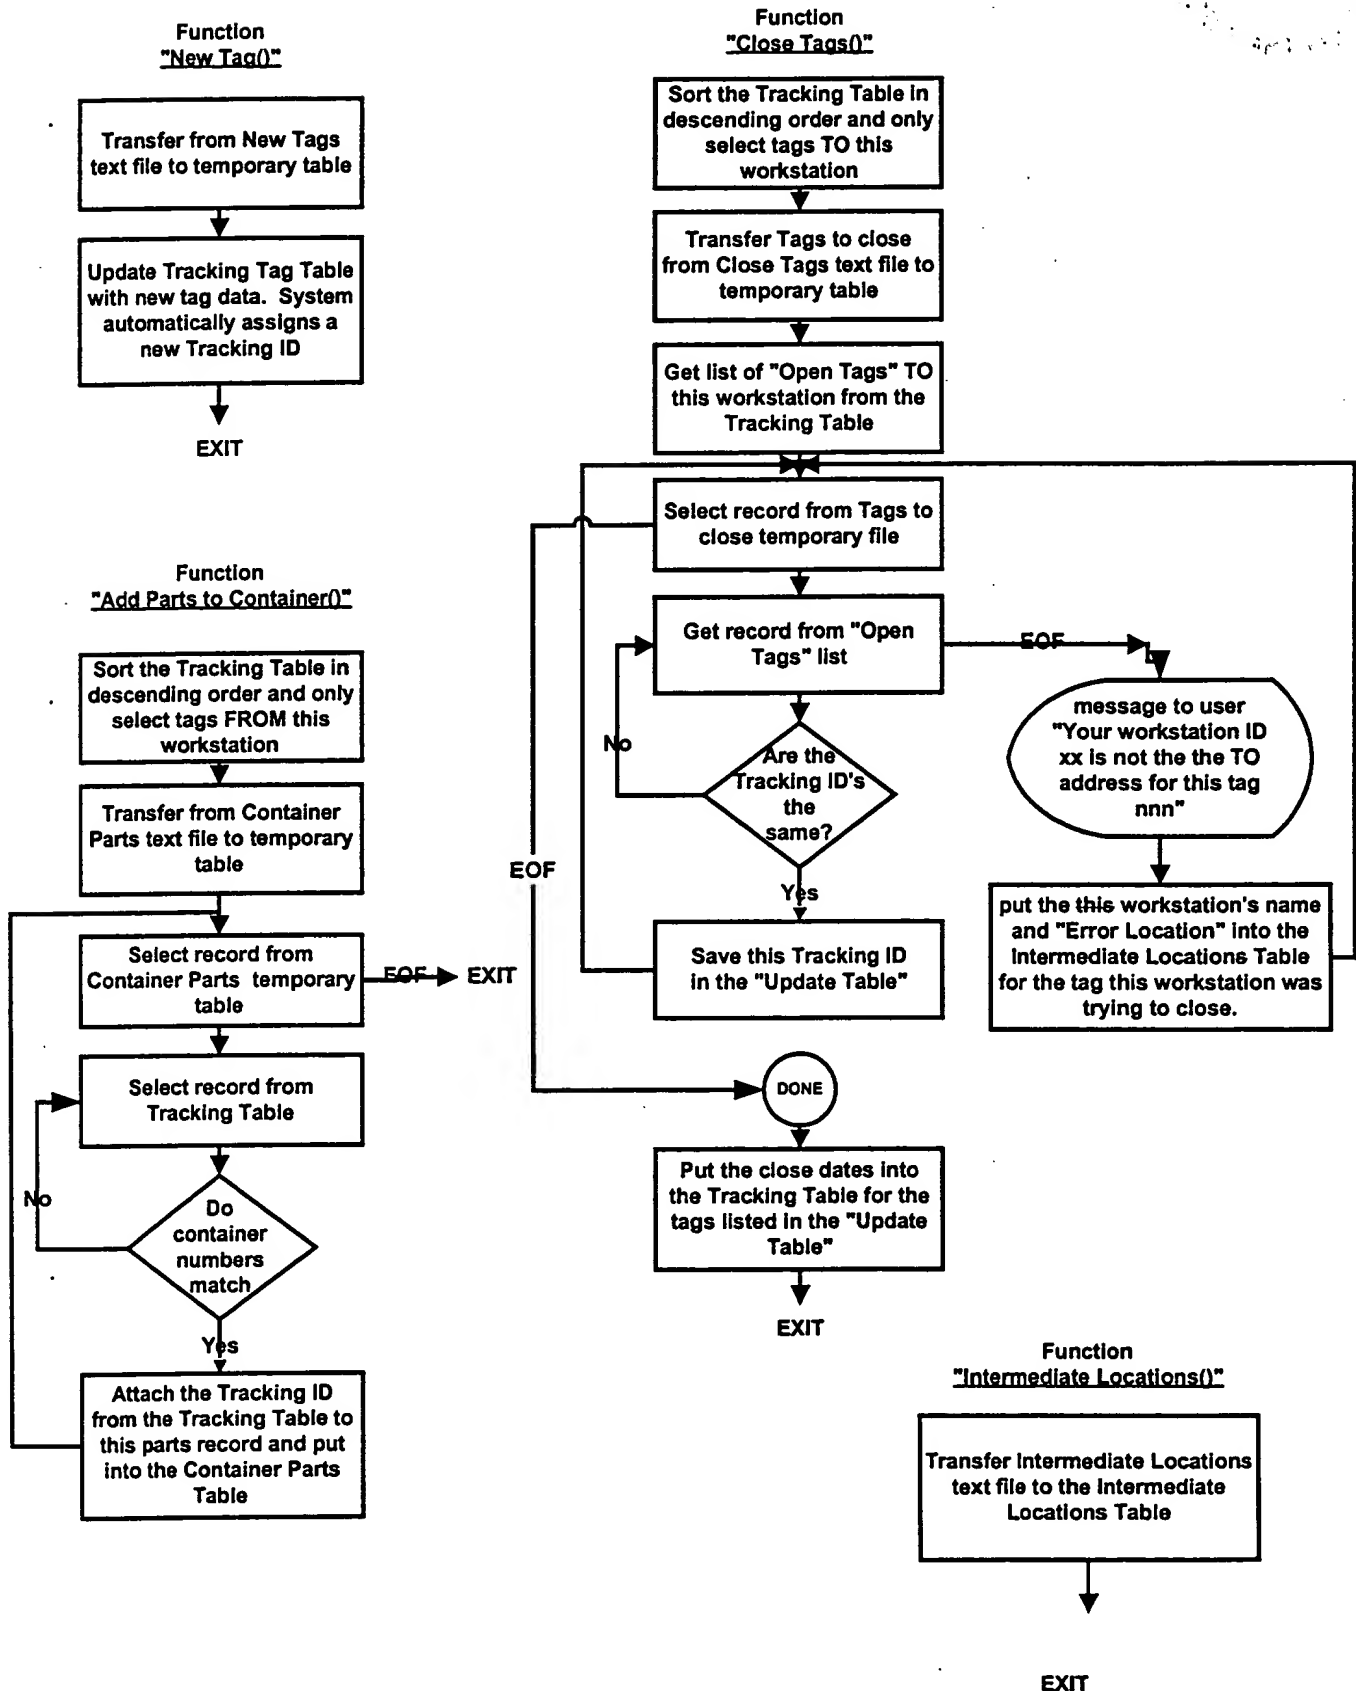 Function
"New Tag()"
Transfer from New Tags
text file to temporary table
Update Tracking Tag Table
with new tag data. System
automatically assigns a
new Tracking ID
EXIT
Function
"Add Parts to Container()"
Sort the Tracking Table in
descending order and only
select tags FROM this
workstation
Transfer from Container
Parts text file to temporary
table
Select record from
Container Parts temporary
table
EOF
EXIT
Select record from
Tracking Table
No
Do
container
numbers
match
Yes
Attach the Tracking ID
from the Tracking Table to
this parts record and put
into the Container Parts
Table
Function
"Close Tags()"
Sort the Tracking Table in
descending order and only
select tags TO this
workstation
Transfer Tags to close
from Close Tags text file to
temporary table
Get list of "Open Tags" TO
this workstation from the
Tracking Table
Select record from Tags to
close temporary file
Get record from "Open
Tags" list
EOF
No
Are the
Tracking ID's
the
same?
Yes
Save this Tracking ID
in the "Update Table"
EOF
message to user
"Your workstation ID
xx is not the the TO
address for this tag
nnn"
put the this workstation's name
and "Error Location" into the
Intermediate Locations Table
for the tag this workstation was
trying to close.
DONE
Put the close dates into
the Tracking Table for the
tags listed in the "Update
Table"
EXIT
Function
"Intermediate Locations()"
Transfer Intermediate Locations
text file to the Intermediate
Locations Table
EXIT